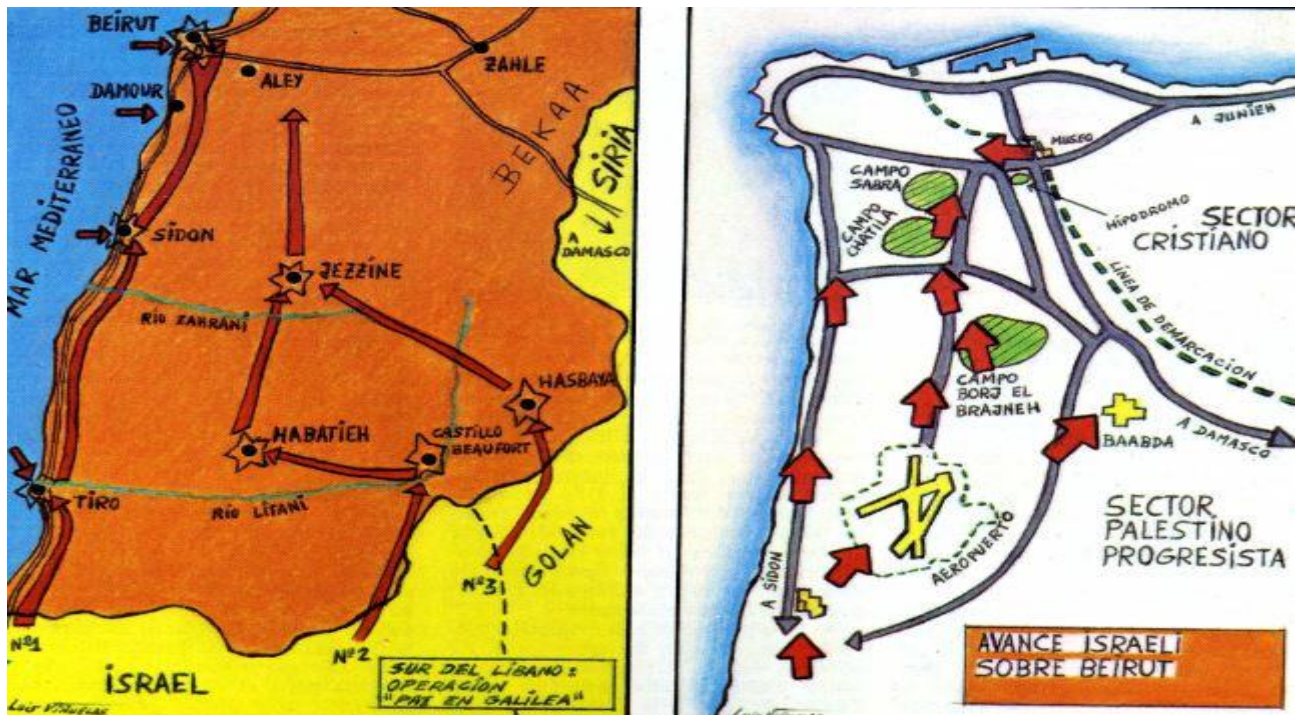 BEIRUT
ALEY
ZAHLE
DAMOUR
BEKAA
SIRIA
MAR MEDITERRANEO
SIDON
A
DAMASCO
JEZZINE
RIO ZAHRANI
HASBAYA
NABATIEH
CASTILLO
BEAUFORT
TIRO
RIO LITANI
GOLAN
Nº1
Nº2
Nº3
ISRAEL
SUR DEL LIBANO:
OPERACION
"PAZ EN GALILEA"
LUIS VIÑUELAS
A JUNIEH
MUSEO
CAMPO
SABRA
CAMPO
CHATILA
HIPODROMO
SECTOR
CRISTIANO
LÍNEA DE DEMARCACION
CAMPO
BORJ EL
BRAJNEH
BAABDA
A DAMASCO
SECTOR
PALESTINO
PROGRESISTA
AEROPUERTO
A SIDON
AVANCE ISRAELI
SOBRE BEIRUT